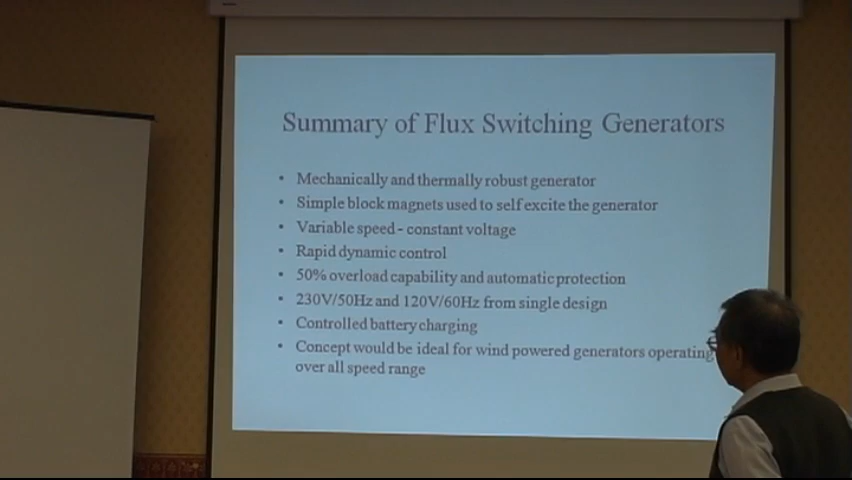 Summary of Flux Switching Generators
• Mechanically and thermally robust generator
• Simple block magnets used to self excite the generator
• Variable speed - constant voltage
• Rapid dynamic control
• 50% overload capability and automatic protection
• 230V/50Hz and 120V/60Hz from single design
• Controlled battery charging
• Concept would be ideal for wind powered generators operating
over all speed range